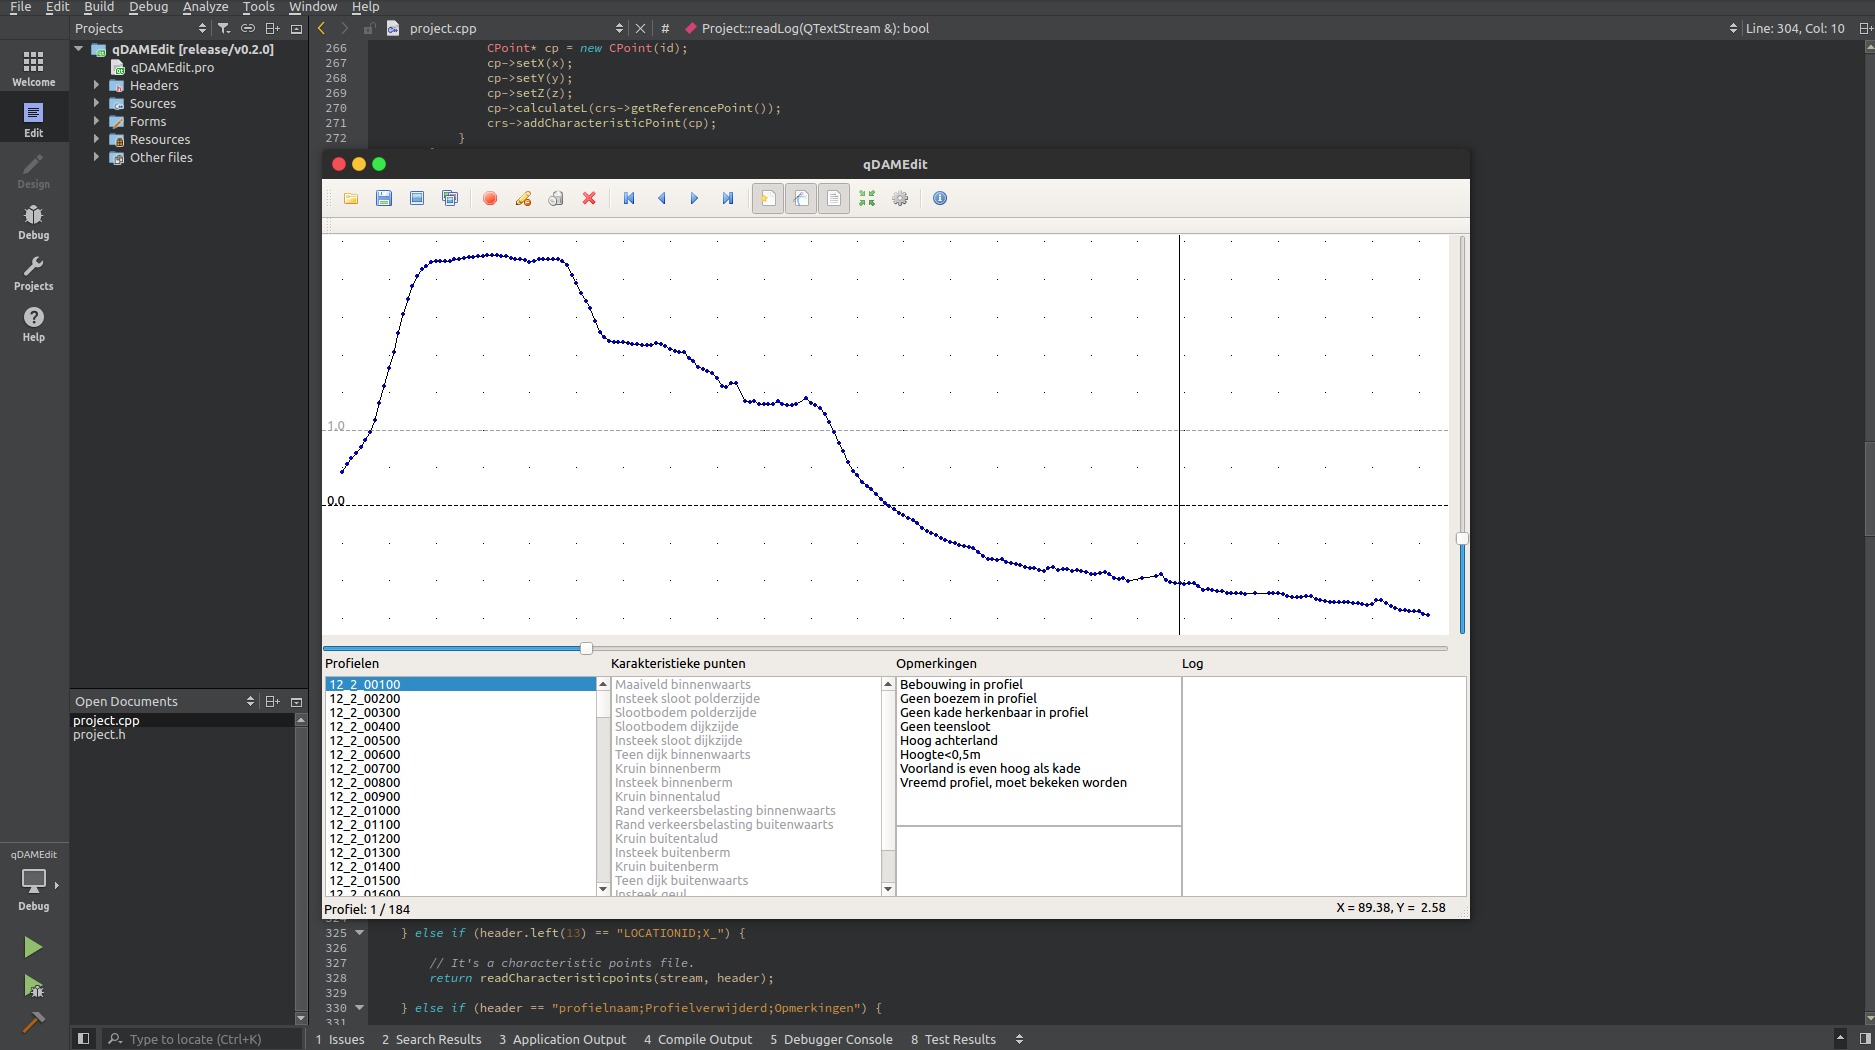 File Edit Build Debug Analyze Tools Window Help
Projects
project.cpp
#
Project::readLog(QTextStream &): bool
Line: 304, Col: 10
Welcome
Edit
Design
Debug
Projects
Help
qDAMEdit [release/v0.2.0]
qDAMEdit.pro
Headers
Sources
Forms
Resources
Other files
266 CPoint* cp = new CPoint(id);
267 cp->setX(x);
268 cp->setY(y);
269 cp->setZ(z);
270 cp->calculateL(crs->getReferencePoint());
271 crs->addCharacteristicPoint(cp);
272 }
qDAMEdit
1.0
0.0
Profielen
12_2_00100
12_2_00200
12_2_00300
12_2_00400
12_2_00500
12_2_00600
12_2_00700
12_2_00800
12_2_00900
12_2_01000
12_2_01100
12_2_01200
12_2_01300
12_2_01400
12_2_01500
12_2_01600
Karakteristieke punten
Maaiveld binnenwaarts
Insteek sloot polderzijde
Slootbodem polderzijde
Slootbodem dijkzijde
Insteek sloot dijkzijde
Teen dijk binnenwaarts
Kruin binnenberm
Insteek binnenberm
Kruin binnentalud
Rand verkeersbelasting binnenwaarts
Rand verkeersbelasting buitenwaarts
Kruin buitentalud
Insteek buitenberm
Kruin buitenberm
Teen dijk buitenwaarts
Insteek geul
Opmerkingen
Bebouwing in profiel
Geen boezem in profiel
Geen kade herkenbaar in profiel
Geen teensloot
Hoog achterland
Hoogte<0,5m
Voorland is even hoog als kade
Vreemd profiel, moet bekeken worden
Log
Profiel: 1 / 184
X = 89.38, Y = 2.58
Open Documents
project.cpp
project.h
qDAMEdit
Debug
324
325 } else if (header.left(13) == "LOCATIONID;X_") {
326
327 // It's a characteristic points file.
328 return readCharacteristicpoints(stream, header);
329
330 } else if (header == "profielnaam;Profielverwijderd;Opmerkingen") {
331
Type to locate (Ctrl+K)
1 Issues 2 Search Results 3 Application Output 4 Compile Output 5 Debugger Console 8 Test Results